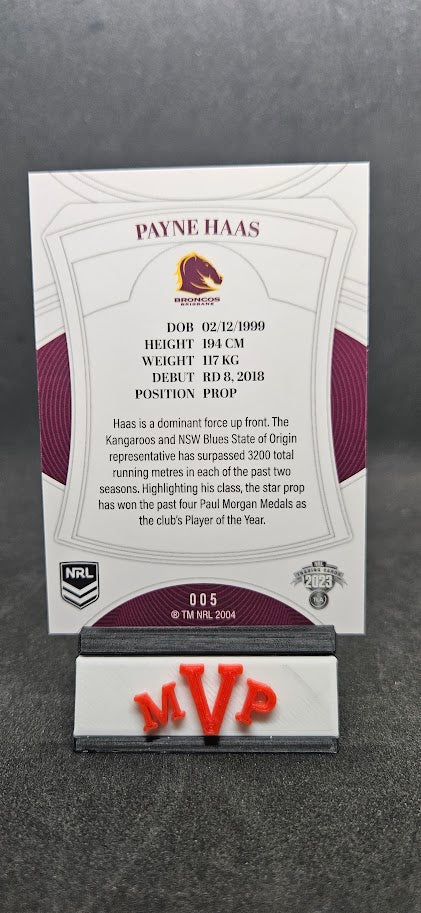 PAYNE HAAS
BRONCOS
BRISBANE
DOB 02/12/1999
HEIGHT 194 CM
WEIGHT 117 KG
DEBUT RD 8, 2018
POSITION PROP
Haas is a dominant force up front. The
Kangaroos and NSW Blues State of Origin
representative has surpassed 3200 total
running metres in each of the past two
seasons. Highlighting his class, the star prop
has won the past four Paul Morgan Medals as
the club's Player of the Year.
NRL
NRL
TRADING CARDS
2023
TLA
005
® TM NRL 2004
MVP